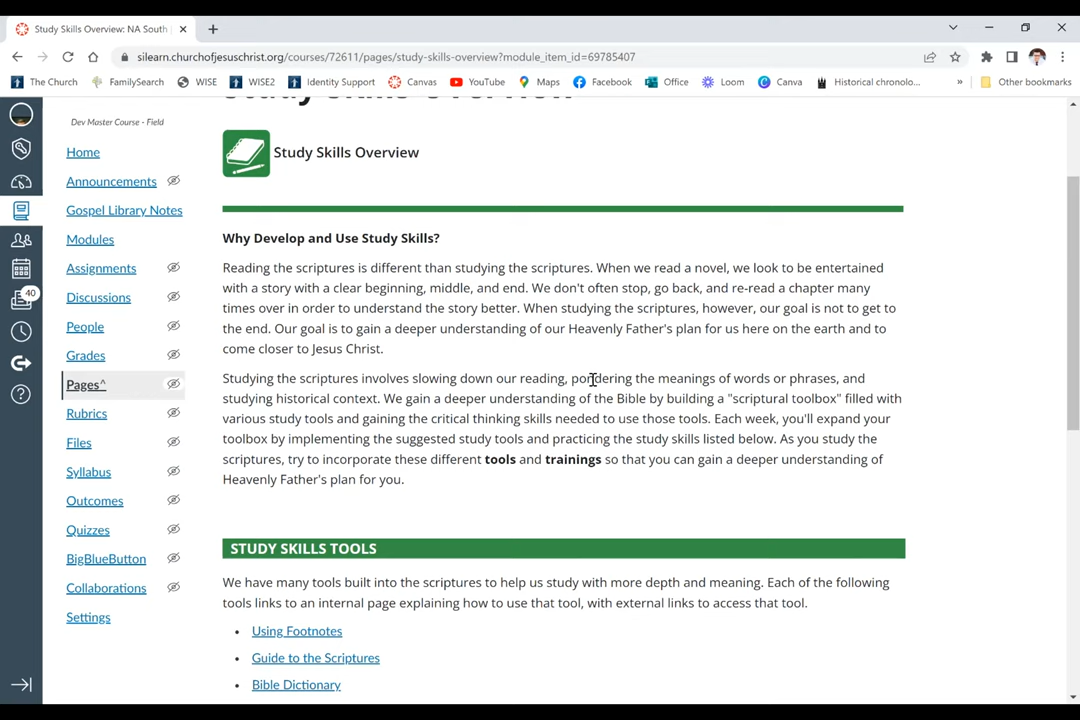 Study Skills Overview: NA South
silearn.churchofjesuschrist.org/courses/72611/pages/study-skills-overview?module_item_id=69785407
The Church FamilySearch WISE WISE2 Identity Support Canvas YouTube Maps Facebook Office Loom Canva Historical chronolo... » Other bookmarks
Study Skills Overview
Dev Master Course - Field
Home
Announcements
Gospel Library Notes
Modules
Assignments
Discussions
40
People
Grades
Pages^
Rubrics
Files
Syllabus
Outcomes
Quizzes
BigBlueButton
Collaborations
Settings
Study Skills Overview
Why Develop and Use Study Skills?
Reading the scriptures is different than studying the scriptures. When we read a novel, we look to be entertained
with a story with a clear beginning, middle, and end. We don't often stop, go back, and re-read a chapter many
times over in order to understand the story better. When studying the scriptures, however, our goal is not to get to
the end. Our goal is to gain a deeper understanding of our Heavenly Father's plan for us here on the earth and to
come closer to Jesus Christ.
Studying the scriptures involves slowing down our reading, pondering the meanings of words or phrases, and
studying historical context. We gain a deeper understanding of the Bible by building a "scriptural toolbox" filled with
various study tools and gaining the critical thinking skills needed to use those tools. Each week, you'll expand your
toolbox by implementing the suggested study tools and practicing the study skills listed below. As you study the
scriptures, try to incorporate these different tools and trainings so that you can gain a deeper understanding of
Heavenly Father's plan for you.
STUDY SKILLS TOOLS
We have many tools built into the scriptures to help us study with more depth and meaning. Each of the following
tools links to an internal page explaining how to use that tool, with external links to access that tool.
• Using Footnotes
• Guide to the Scriptures
• Bible Dictionary